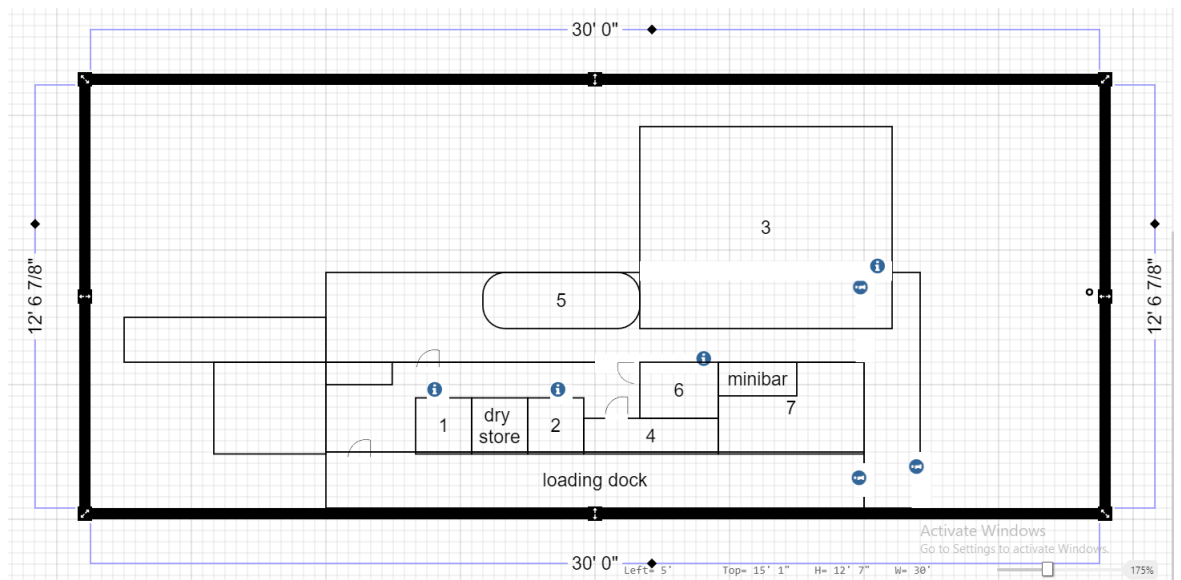 30' 0"
12' 6 7/8"
12' 6 7/8"
3
5
minibar
6
7
dry
store
1
2
4
loading dock
Activate Windows
Go to Settings to activate Windows.
30' 0"
Left= 5' Top= 15' 1" H= 12' 7" W= 30'
175%